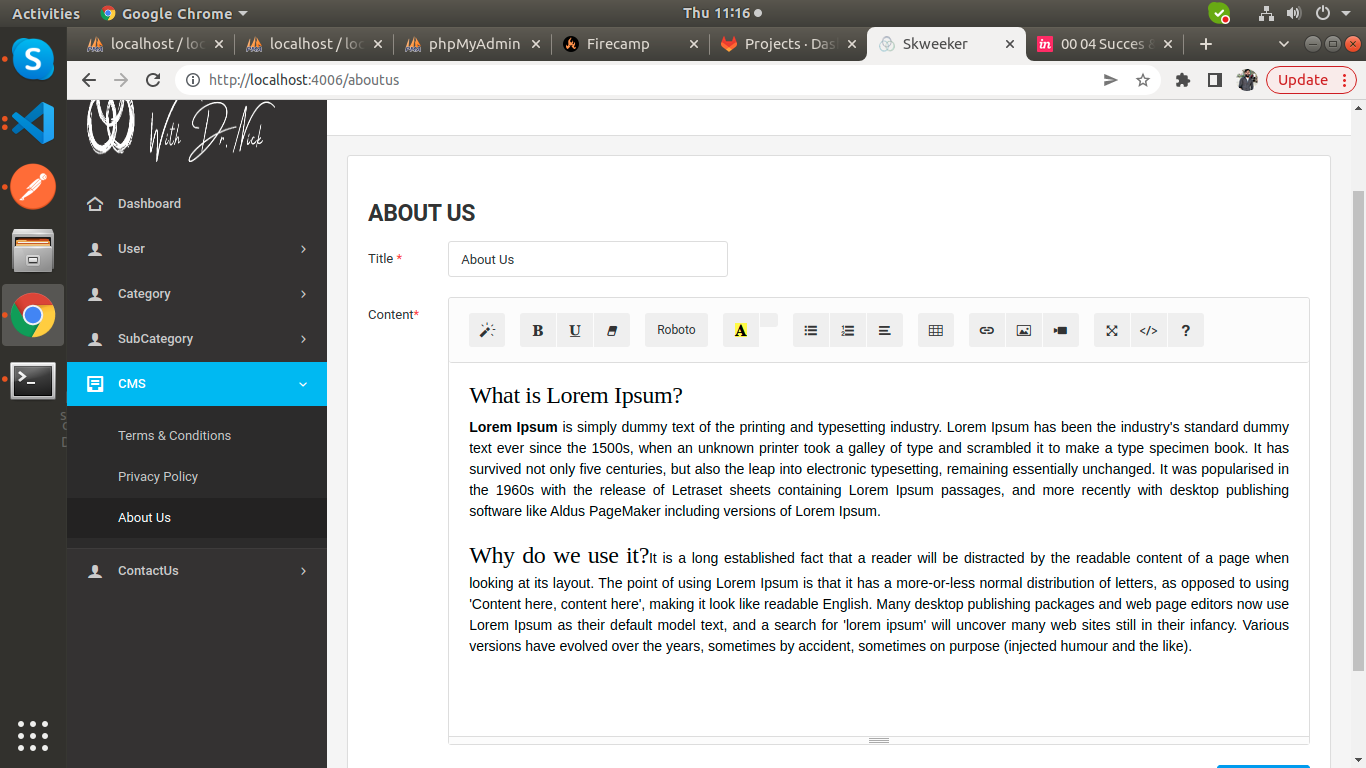 Activities Google Chrome Thu 11:16
localhost / loc localhost / loc phpMyAdmin Firecamp Projects · Das Skweeker 00 04 Succes &
http://localhost:4006/aboutus Update
With Dr. Nick
Dashboard
User
Category
SubCategory
CMS
Terms & Conditions
Privacy Policy
About Us
ContactUs
ABOUT US
Title * About Us
Content*
B U Roboto A </> ?
What is Lorem Ipsum?
Lorem Ipsum is simply dummy text of the printing and typesetting industry. Lorem Ipsum has been the industry's standard dummy
text ever since the 1500s, when an unknown printer took a galley of type and scrambled it to make a type specimen book. It has
survived not only five centuries, but also the leap into electronic typesetting, remaining essentially unchanged. It was popularised in
the 1960s with the release of Letraset sheets containing Lorem Ipsum passages, and more recently with desktop publishing
software like Aldus PageMaker including versions of Lorem Ipsum.
Why do we use it?It is a long established fact that a reader will be distracted by the readable content of a page when
looking at its layout. The point of using Lorem Ipsum is that it has a more-or-less normal distribution of letters, as opposed to using
'Content here, content here', making it look like readable English. Many desktop publishing packages and web page editors now use
Lorem Ipsum as their default model text, and a search for 'lorem ipsum' will uncover many web sites still in their infancy. Various
versions have evolved over the years, sometimes by accident, sometimes on purpose (injected humour and the like).